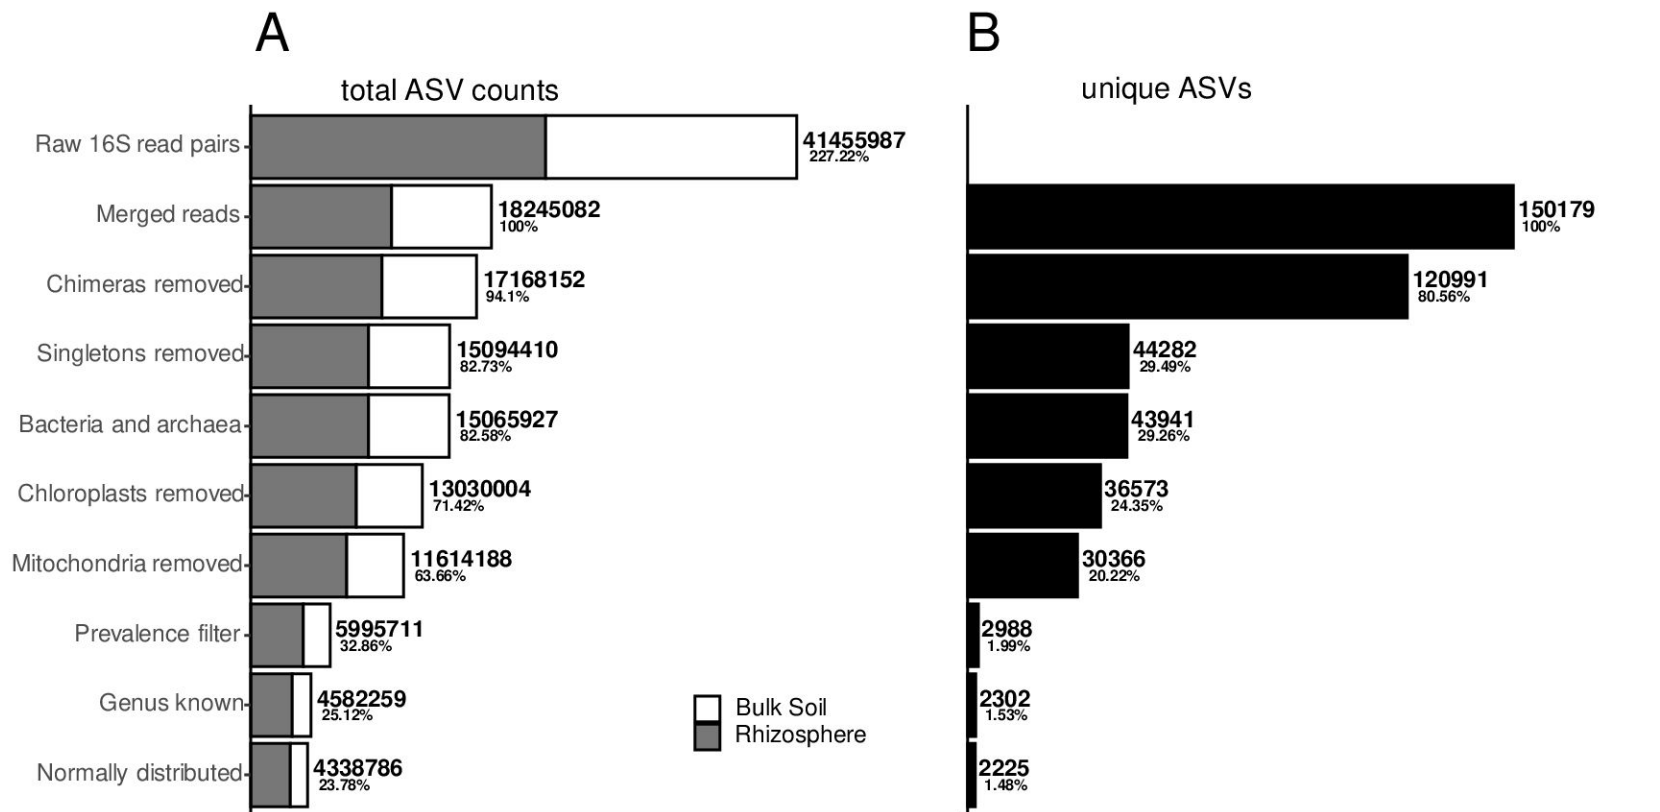 A
B
total ASV counts
unique ASVs
Raw 16S read pairs
41455987
227.22%
Merged reads
18245082
100%
150179
100%
Chimeras removed
17168152
94.1%
120991
80.56%
Singletons removed
15094410
82.73%
44282
29.49%
Bacteria and archaea
15065927
82.58%
43941
29.26%
Chloroplasts removed
13030004
71.42%
36573
24.35%
Mitochondria removed
11614188
63.66%
30366
20.22%
Prevalence filter
5995711
32.86%
2988
1.99%
Genus known
4582259
25.12%
2302
1.53%
Bulk Soil
Rhizosphere
Normally distributed
4338786
23.78%
2225
1.48%